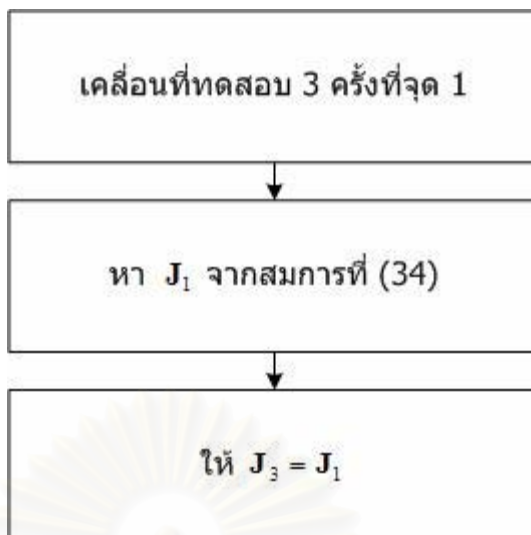 เคลื่อนที่ทดสอบ 3 ครั้งที่จุด 1
หา J₁ จากสมการที่ (34)
ให้ J₃ = J₁